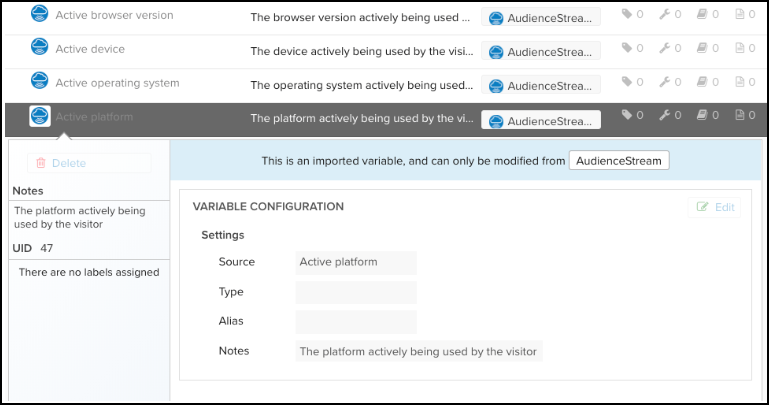 Active browser version The browser version actively being used ... AudienceStrea... 0 0 0 0
Active device The device actively being used by the visi... AudienceStrea... 0 0 0 0
Active operating system The operating system actively being used... AudienceStrea... 0 0 0 0
Active platform The platform actively being used by the vi... AudienceStrea... 0 0 0 0
Delete
This is an imported variable, and can only be modified from AudienceStream
Notes
The platform actively being
used by the visitor
UID 47
There are no labels assigned
VARIABLE CONFIGURATION Edit
Settings
Source Active platform
Type
Alias
Notes The platform actively being used by the visitor